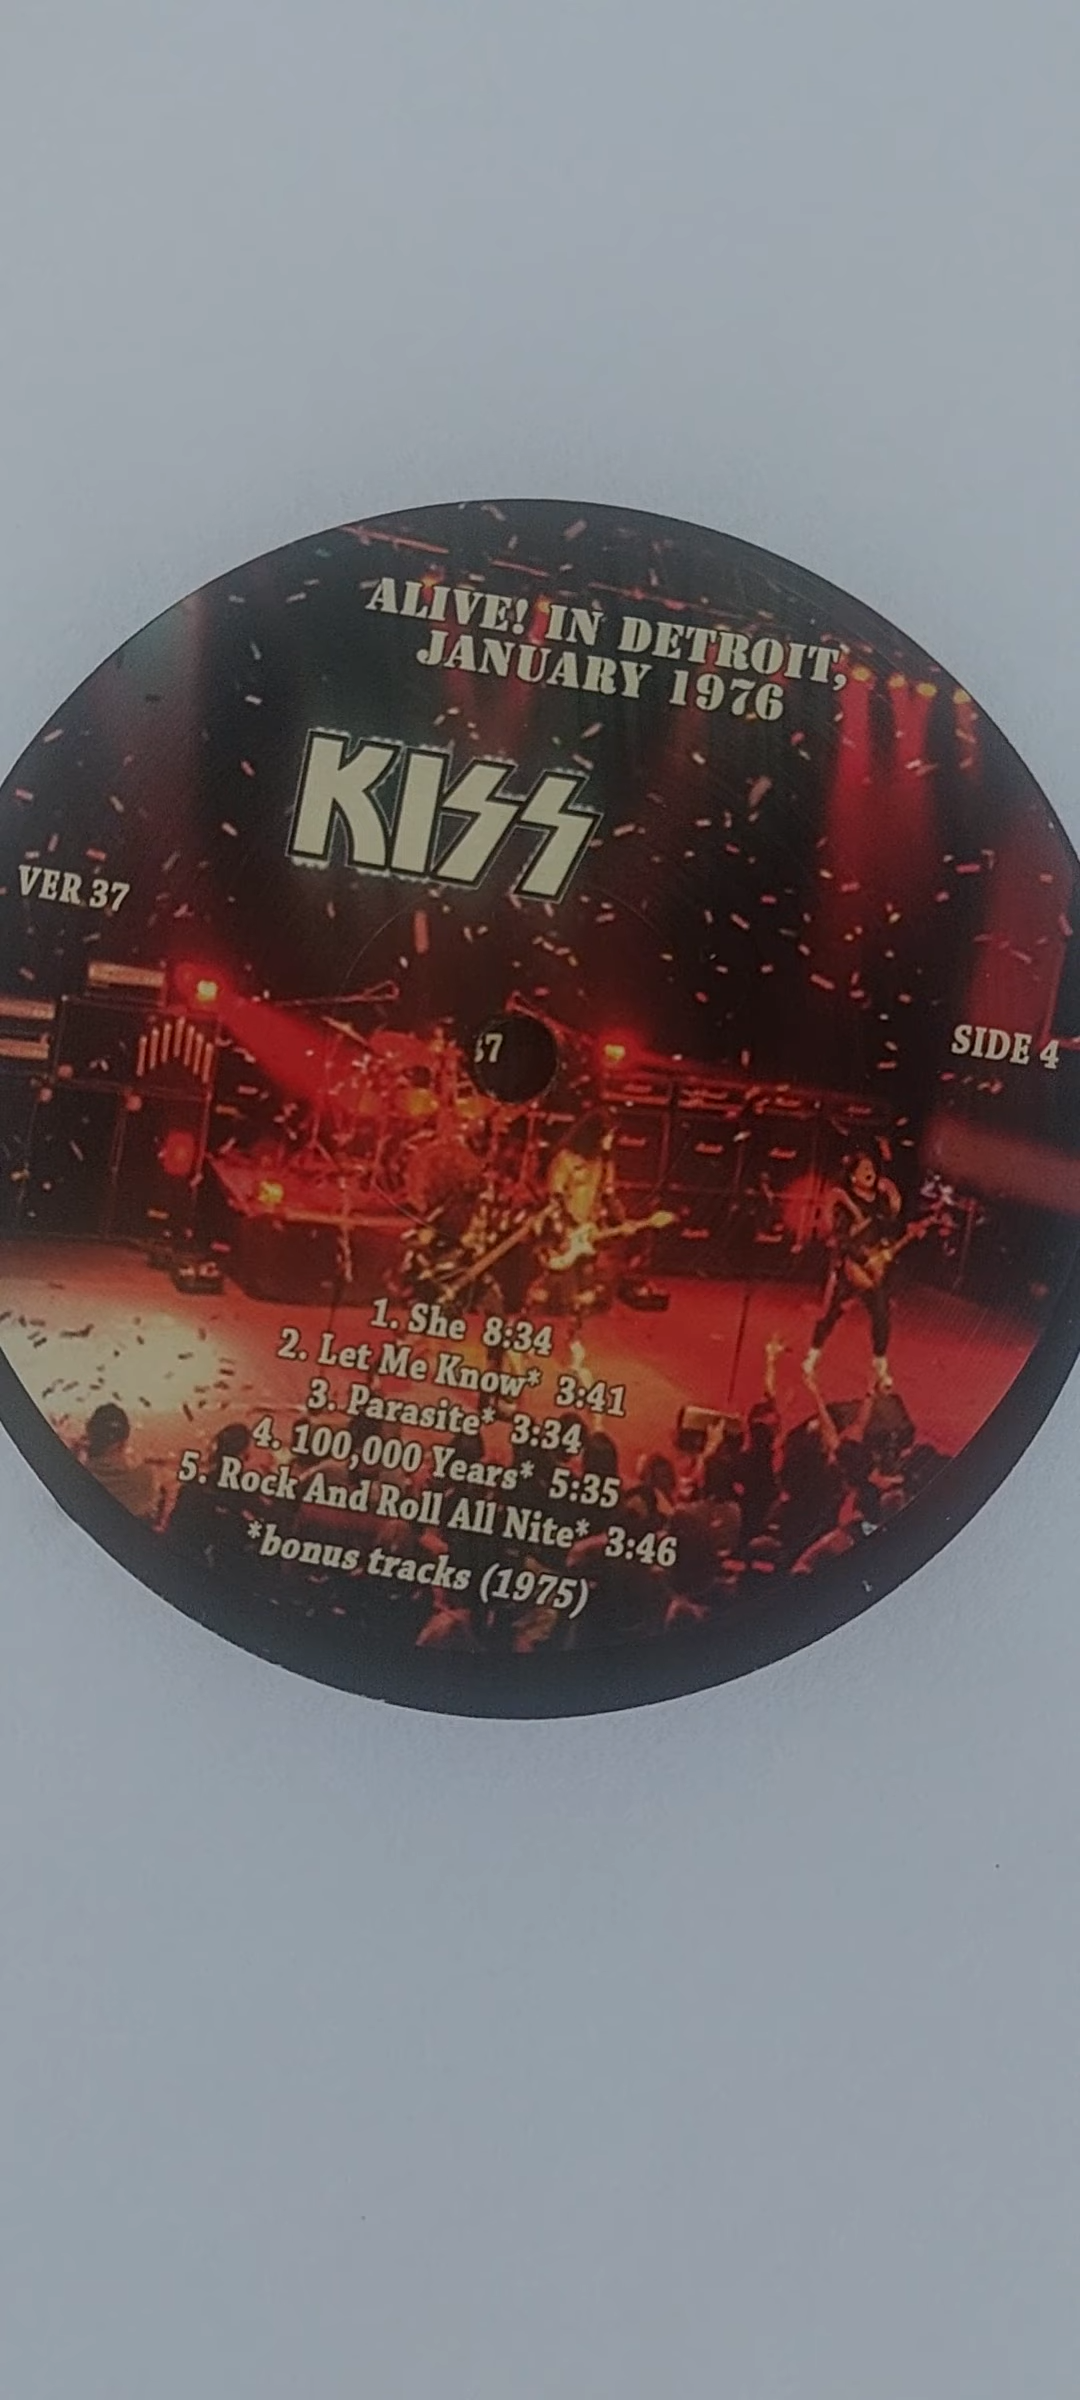 ALIVE! IN DETROIT,
JANUARY 1976
KISS
VER 37
37
SIDE 4
1. She 8:34
2. Let Me Know* 3:41
3. Parasite* 3:34
4. 100,000 Years* 5:35
5. Rock And Roll All Nite* 3:46
*bonus tracks (1975)